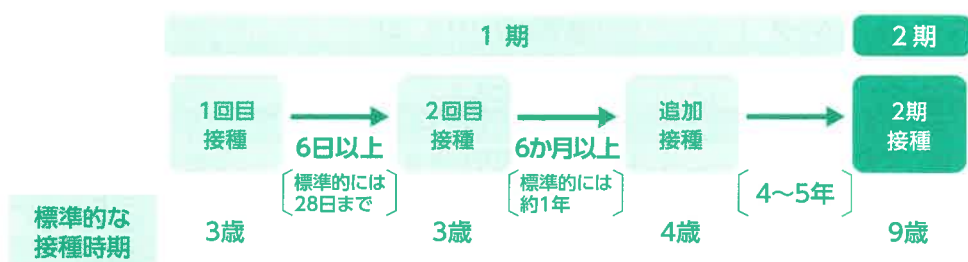 1期
2期
1回目
接種
6日以上
標準的には
28日まで
2回目
接種
6か月以上
標準的には
約1年
追加
接種
4〜5年
2期
接種
標準的な
接種時期
3歳
3歳
4歳
9歳